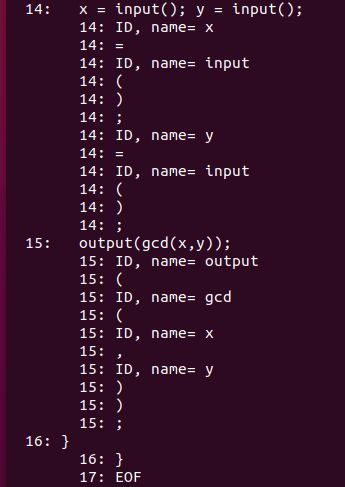 14:   x = input(); y = input();
14: ID, name= x
14: =
14: ID, name= input
14: (
14: )
14: ;
14: ID, name= y
14: =
14: ID, name= input
14: (
14: )
14: ;
15:   output(gcd(x,y));
15: ID, name= output
15: (
15: ID, name= gcd
15: (
15: ID, name= x
15: ,
15: ID, name= y
15: )
15: )
15: ;
16: }
16: }
17: EOF